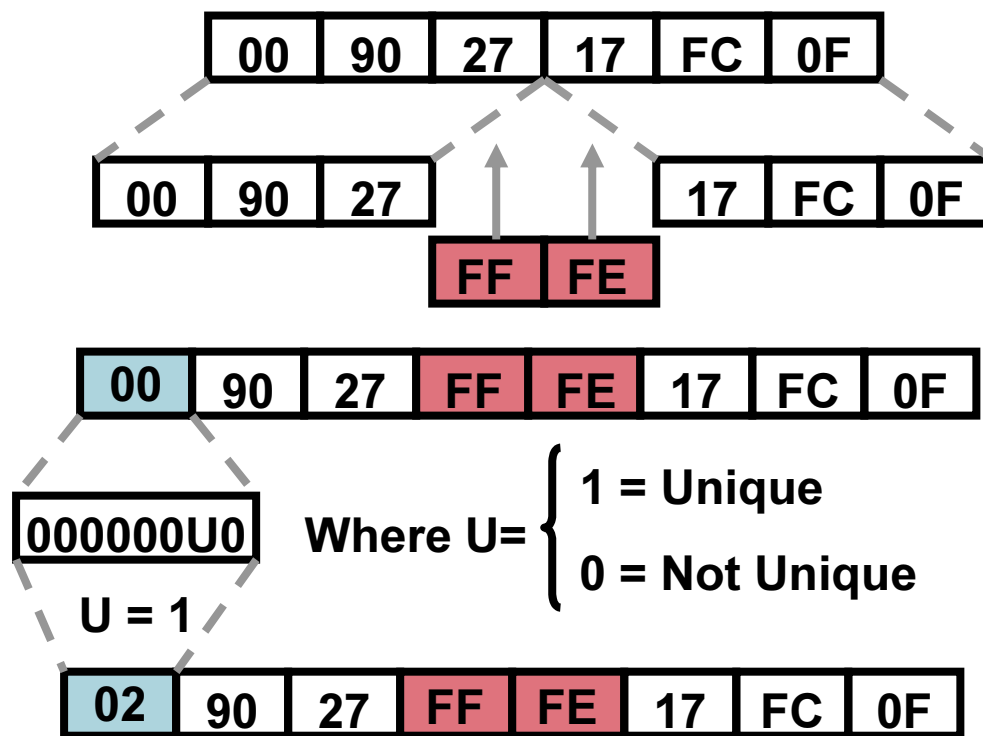 00 90 27 17 FC 0F
00 90 27 17 FC 0F
FF FE
00 90 27 FF FE 17 FC 0F
1 = Unique
000000U0 Where U=
0 = Not Unique
U = 1
02 90 27 FF FE 17 FC 0F